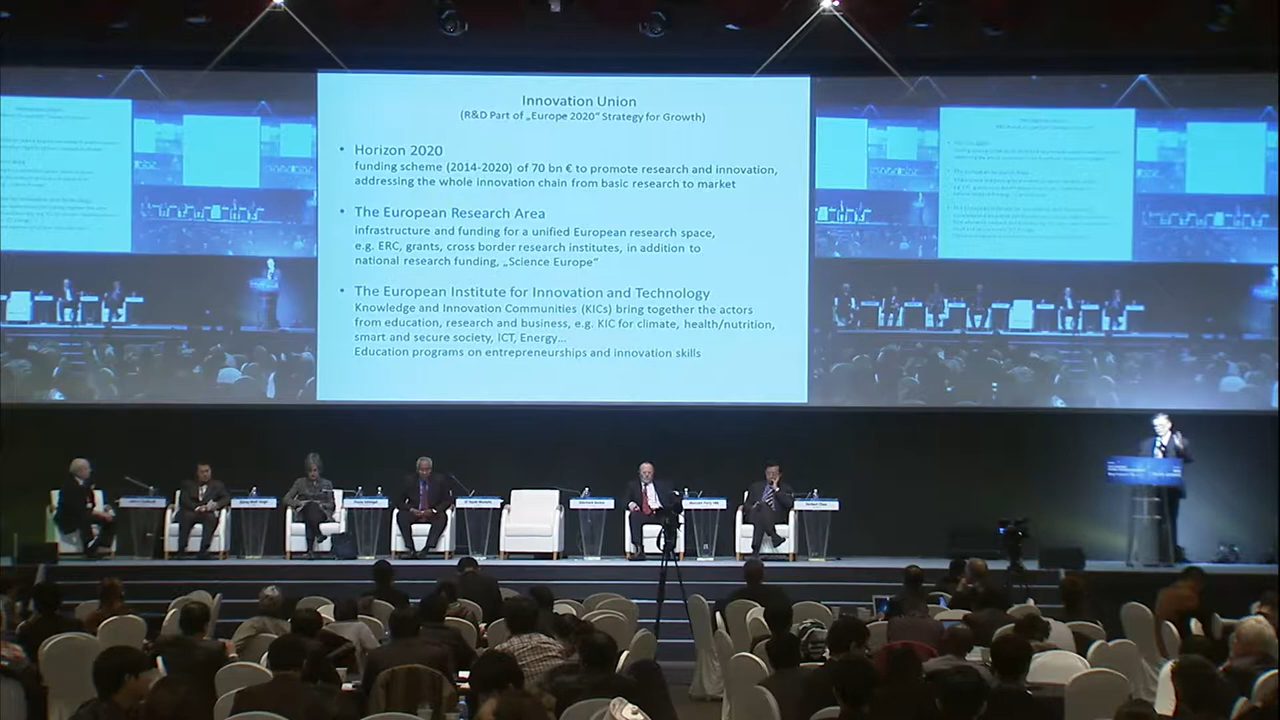 Innovation Union
(R&D Part of „Europe 2020“ Strategy for Growth)
• Horizon 2020
funding scheme (2014-2020) of 70 bn € to promote research and innovation,
addressing the whole innovation chain from basic research to market
• The European Research Area
infrastructure and funding for a unified European research space,
e.g. ERC, grants, cross border research institutes, in addition to
national research funding, „Science Europe“
• The European Institute for Innovation and Technology
Knowledge and Innovation Communities (KICs) bring together the actors
from education, research and business, e.g. KIC for climate, health/nutrition,
smart and secure society, ICT, Energy...
Education programs on entrepreneurships and innovation skills